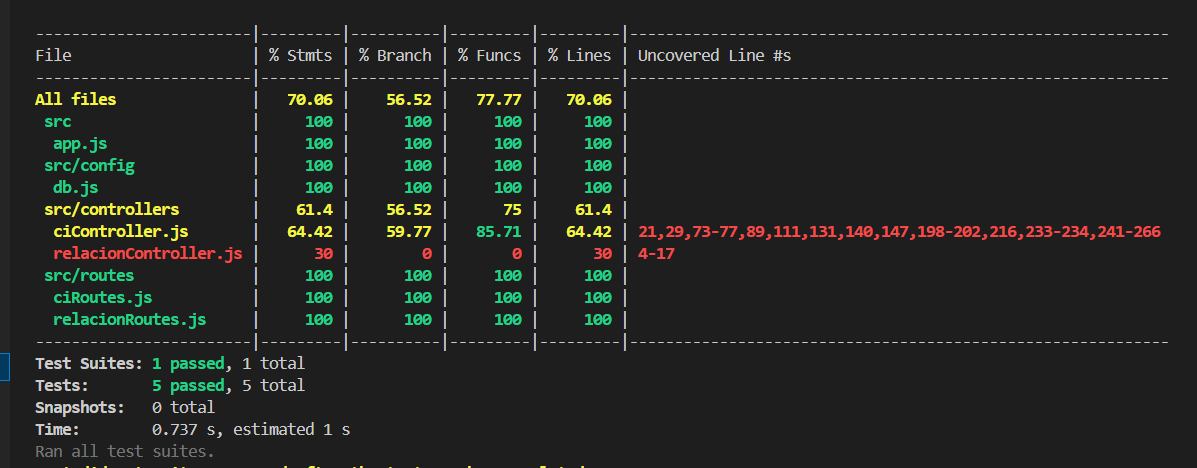 ------------------------|---------|----------|---------|---------|------------------------------------------------------------
File                    | % Stmts | % Branch | % Funcs | % Lines | Uncovered Line #s
------------------------|---------|----------|---------|---------|------------------------------------------------------------
All files               |   70.06 |    56.52 |   77.77 |   70.06 |
 src                    |     100 |      100 |     100 |     100 |
  app.js                |     100 |      100 |     100 |     100 |
 src/config             |     100 |      100 |     100 |     100 |
  db.js                 |     100 |      100 |     100 |     100 |
 src/controllers        |    61.4 |    56.52 |      75 |    61.4 |
  ciController.js       |   64.42 |    59.77 |   85.71 |   64.42 | 21,29,73-77,89,111,131,140,147,198-202,216,233-234,241-266
  relacionController.js |      30 |        0 |       0 |      30 | 4-17
 src/routes             |     100 |      100 |     100 |     100 |
  ciRoutes.js           |     100 |      100 |     100 |     100 |
  relacionRoutes.js     |     100 |      100 |     100 |     100 |
------------------------|---------|----------|---------|---------|------------------------------------------------------------
Test Suites: 1 passed, 1 total
Tests:       5 passed, 5 total
Snapshots:   0 total
Time:        0.737 s, estimated 1 s
Ran all test suites.